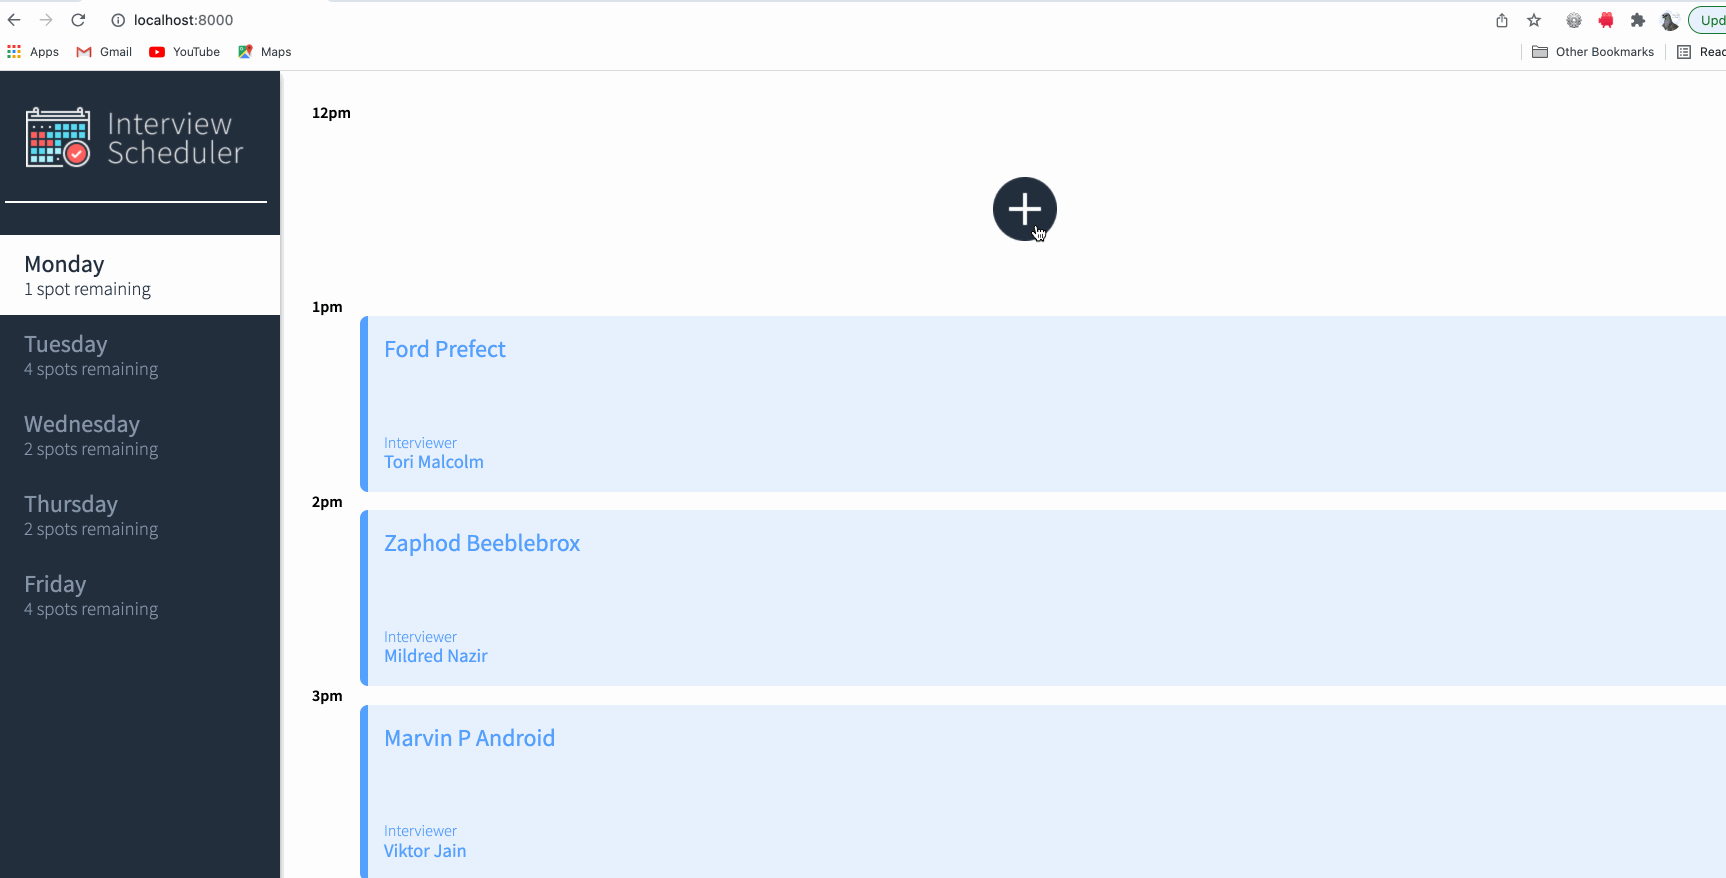 localhost:8000
Apps
Gmail
YouTube
Maps
Other Bookmarks
Interview
Scheduler
Monday
1 spot remaining
Tuesday
4 spots remaining
Wednesday
2 spots remaining
Thursday
2 spots remaining
Friday
4 spots remaining
12pm
1pm
Ford Prefect
Interviewer
Tori Malcolm
2pm
Zaphod Beeblebrox
Interviewer
Mildred Nazir
3pm
Marvin P Android
Interviewer
Viktor Jain